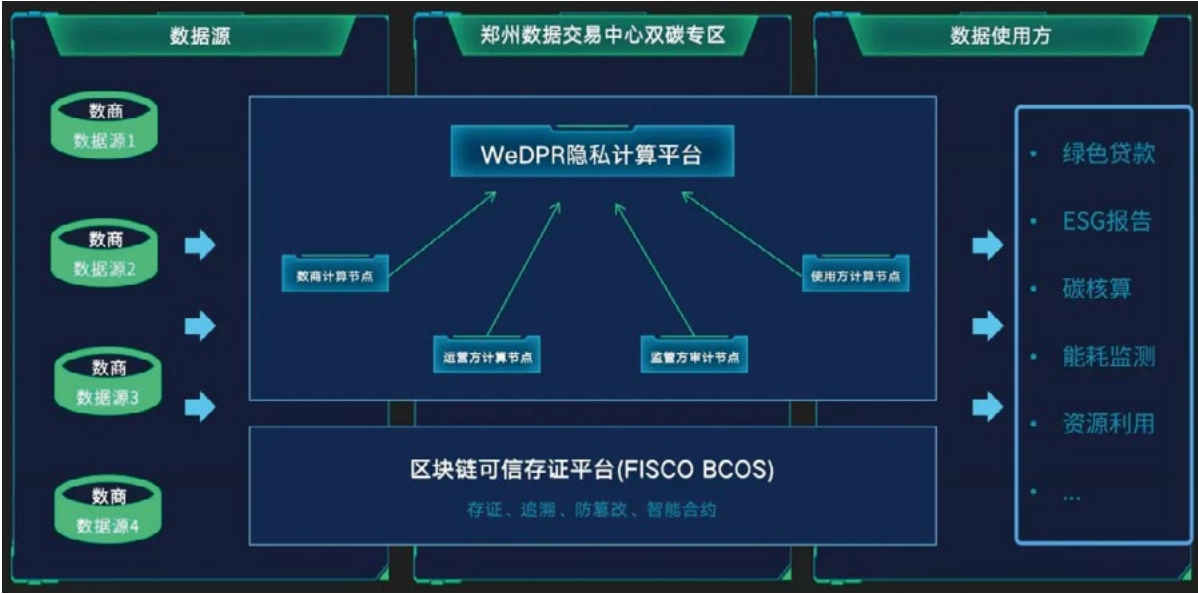 数据源
郑州数据交易中心双碳专区
数据使用方
数商
数据源1
数商
数据源2
数商
数据源3
数商
数据源4
WeDPR隐私计算平台
数商计算节点
使用方计算节点
运营方计算节点
监管方审计节点
区块链可信存证平台(FISCO BCOS)
存证、追溯、防篡改、智能合约
• 绿色贷款
• ESG报告
• 碳核算
• 能耗监测
• 资源利用
• ...